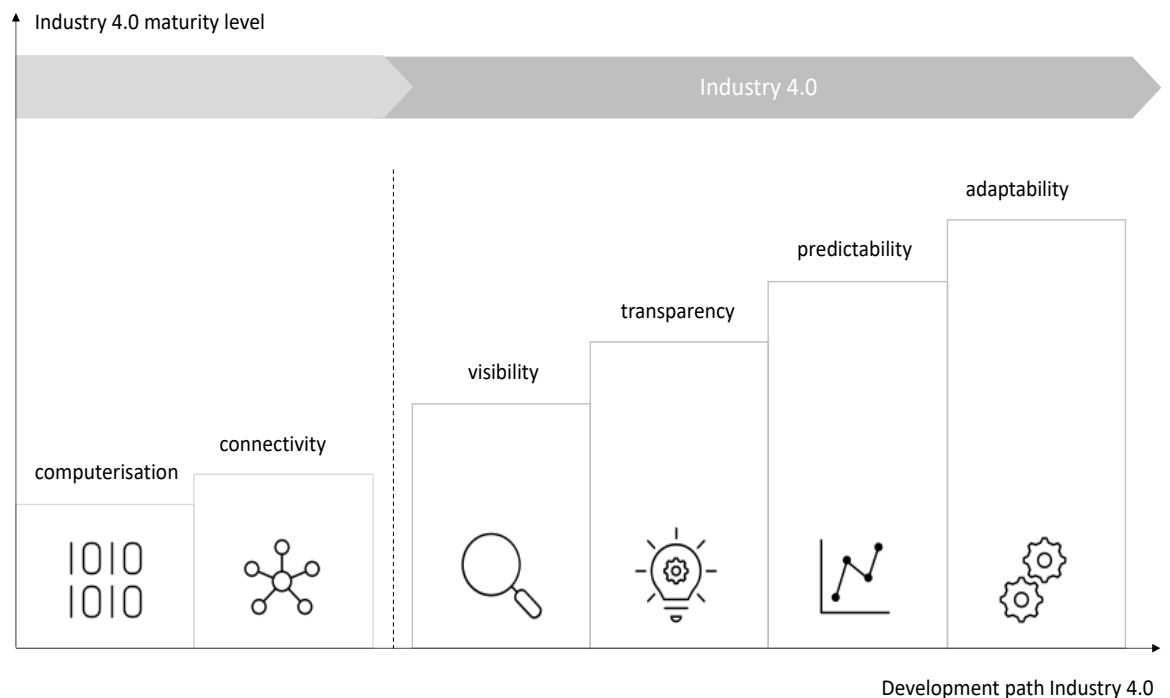 Industry 4.0 maturity level
Industry 4.0
adaptability
predictability
transparency
visibility
connectivity
computerisation
1010
1010
Development path Industry 4.0